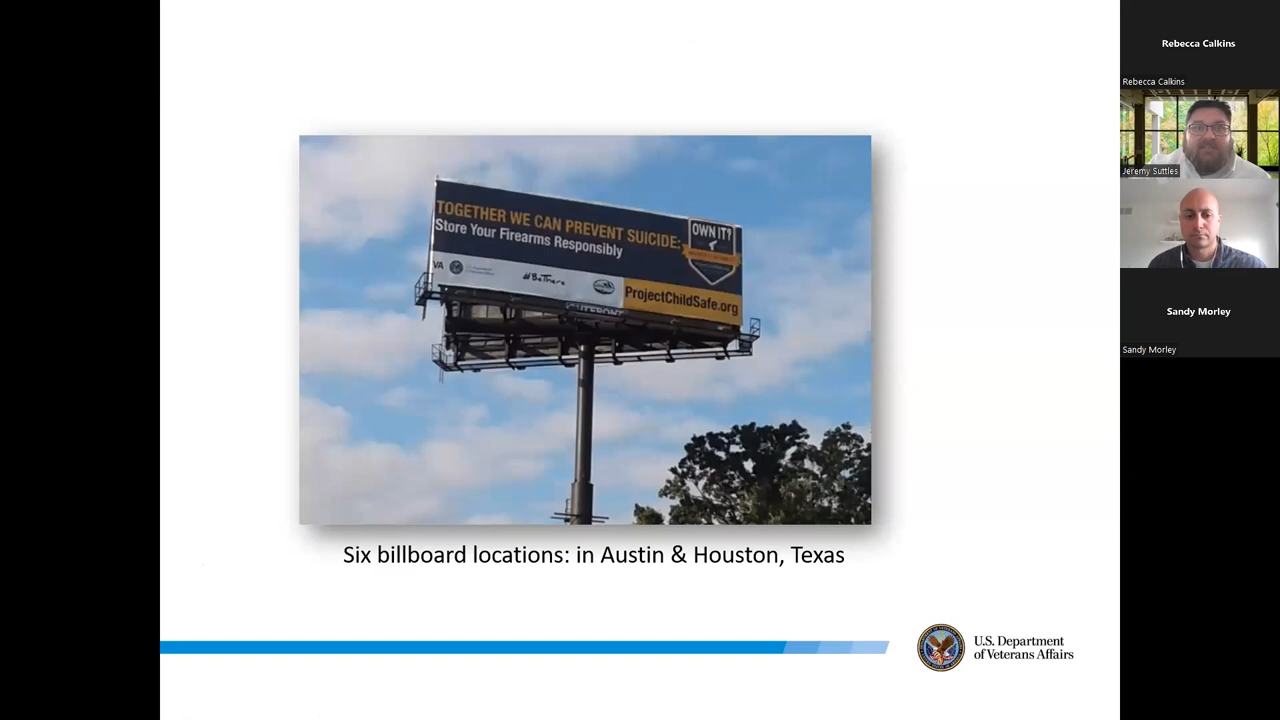 TOGETHER WE CAN PREVENT SUICIDE:
Store Your Firearms Responsibly
OWN IT?
VA
U.S. Department
#BeThere
ProjectChildSafe.org
Six billboard locations: in Austin & Houston, Texas
U.S. Department
of Veterans Affairs
Rebecca Calkins
Rebecca Calkins
Jeremy Suttles
Sandy Morley
Sandy Morley